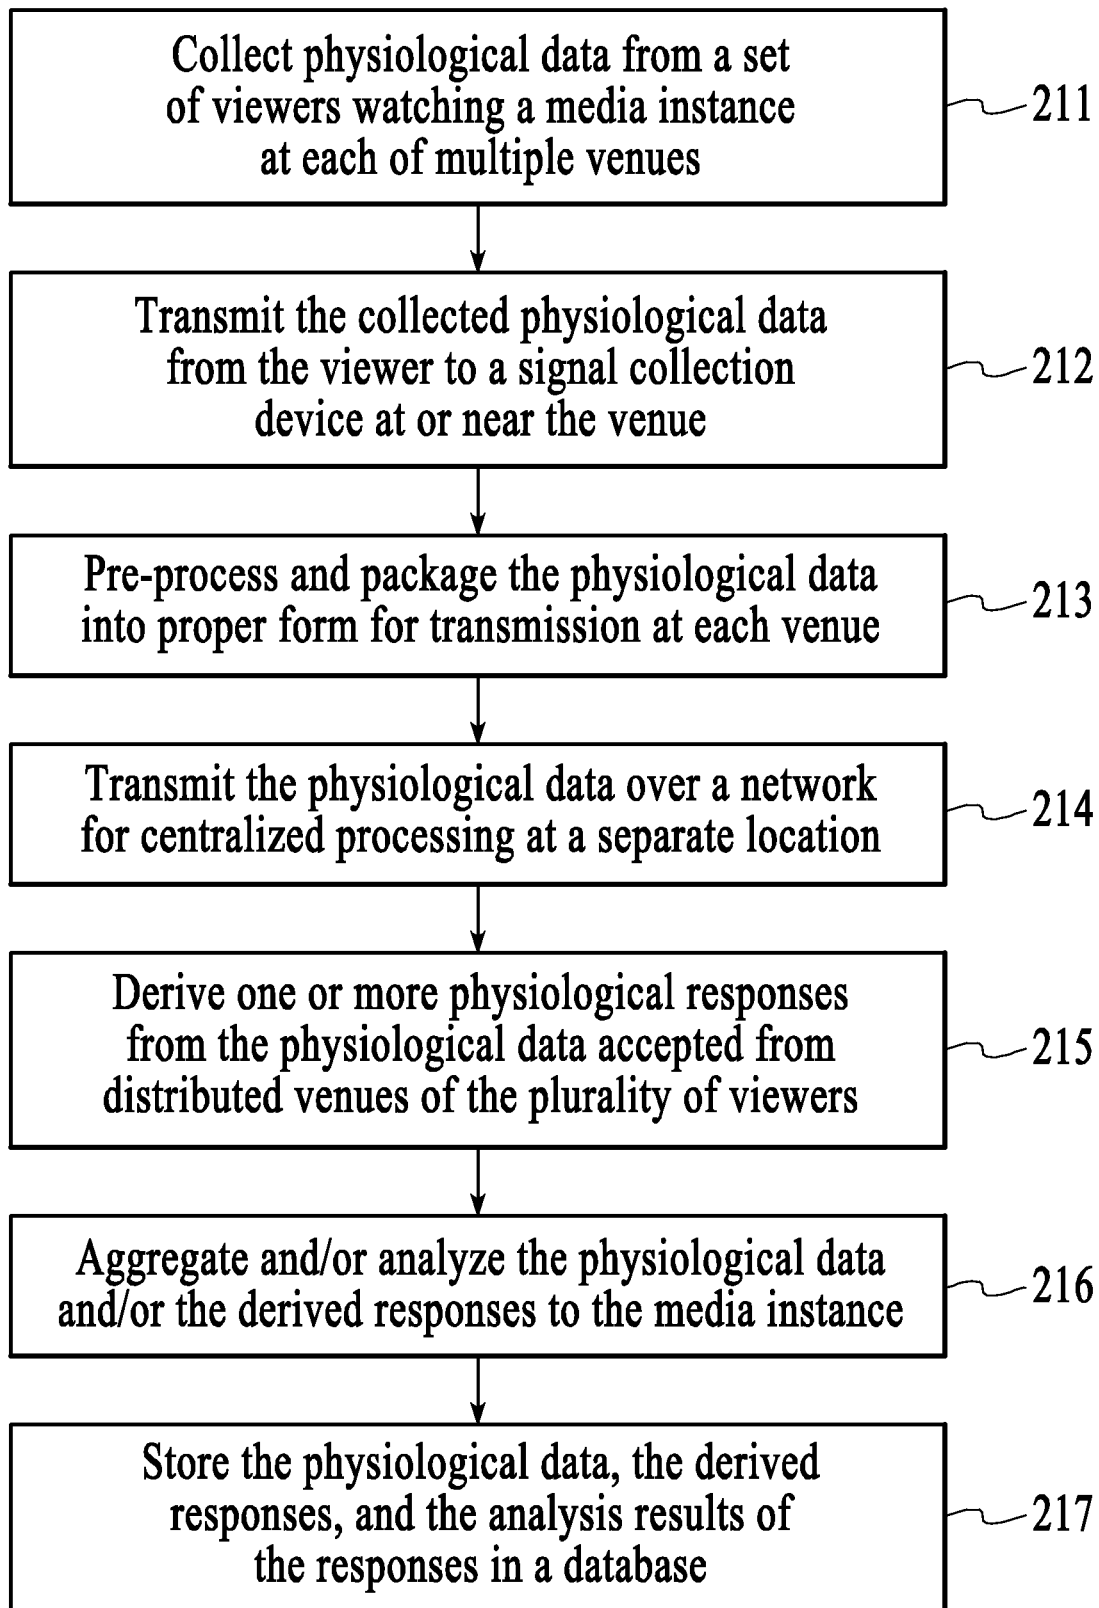 Collect physiological data from a set
of viewers watching a media instance
at each of multiple venues
211
Transmit the collected physiological data
from the viewer to a signal collection
device at or near the venue
212
Pre-process and package the physiological data
into proper form for transmission at each venue
213
Transmit the physiological data over a network
for centralized processing at a separate location
214
Derive one or more physiological responses
from the physiological data accepted from
distributed venues of the plurality of viewers
215
Aggregate and/or analyze the physiological data
and/or the derived responses to the media instance
216
Store the physiological data, the derived
responses, and the analysis results of
the responses in a database
217